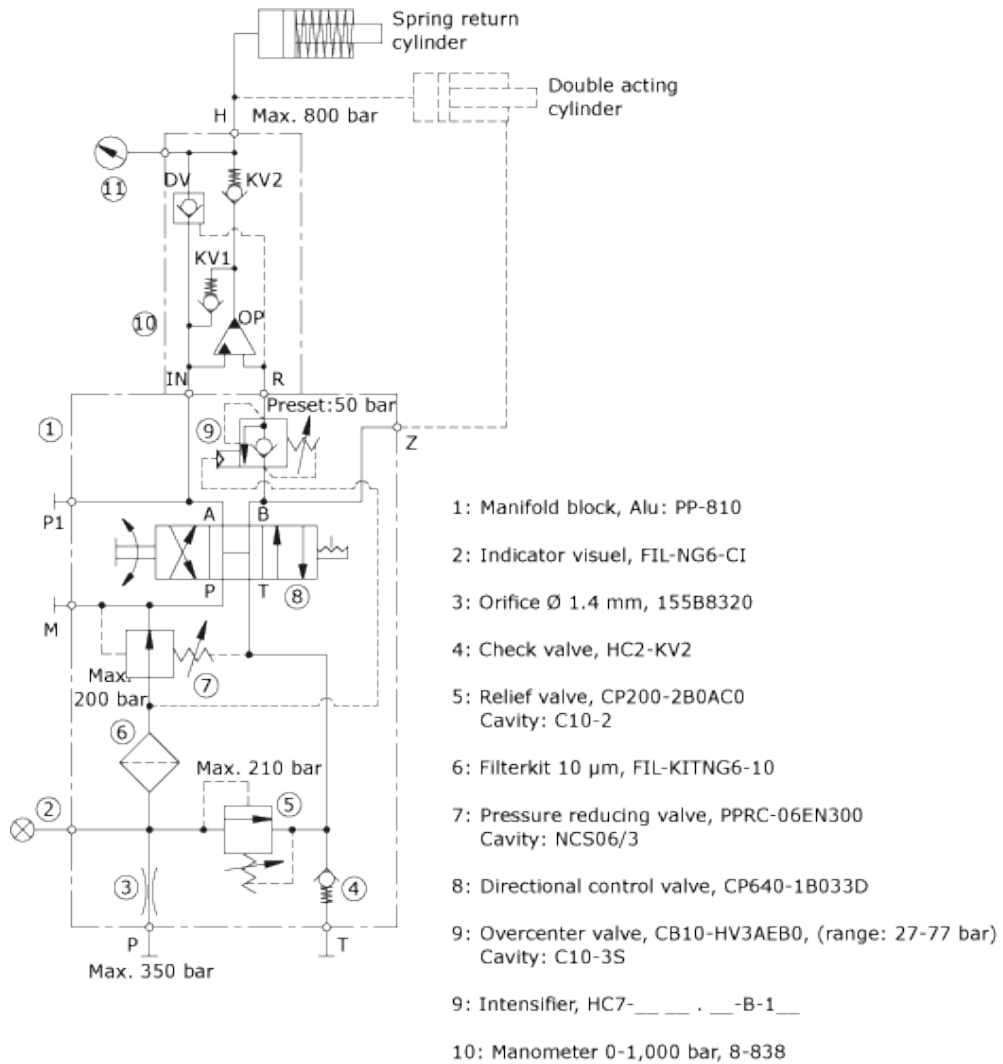 Spring return
cylinder
Double acting
cylinder
H
Max. 800 bar
11
DV
KV2
KV1
10
OP
IN
R
Preset:50 bar
1
9
Z
P1
A
B
P
T
8
M
Max.
200 bar
7
6
Max. 210 bar
2
5
3
4
P
T
Max. 350 bar
1: Manifold block, Alu: PP-810
2: Indicator visuel, FIL-NG6-CI
3: Orifice Ø 1.4 mm, 155B8320
4: Check valve, HC2-KV2
5: Relief valve, CP200-2B0AC0
Cavity: C10-2
6: Filterkit 10 µm, FIL-KITNG6-10
7: Pressure reducing valve, PPRC-06EN300
Cavity: NCS06/3
8: Directional control valve, CP640-1B033D
9: Overcenter valve, CB10-HV3AEB0, (range: 27-77 bar)
Cavity: C10-3S
9: Intensifier, HC7-__ __ . __-B-1__
10: Manometer 0-1,000 bar, 8-838